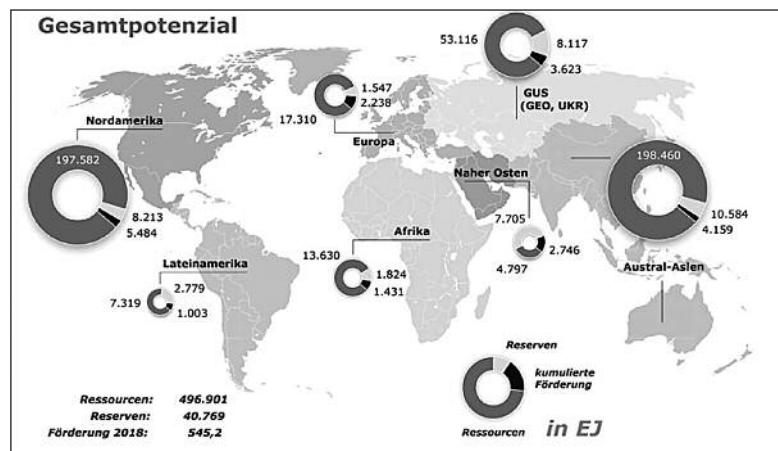 Gesamtpotenzial
53.116
8.117
3.623
GUS
(GEO, UKR)
1.547
2.238
17.310
Europa
Nordamerika
197.582
8.213
5.484
Naher Osten
7.705
2.746
4.797
198.460
10.584
4.159
Austral-Asien
Afrika
13.630
1.824
1.431
Lateinamerika
2.779
7.319
1.003
Reserven
kumulierte
Förderung
Ressourcen
in EJ
Ressourcen: 496.901
Reserven: 40.769
Förderung 2018: 545,2